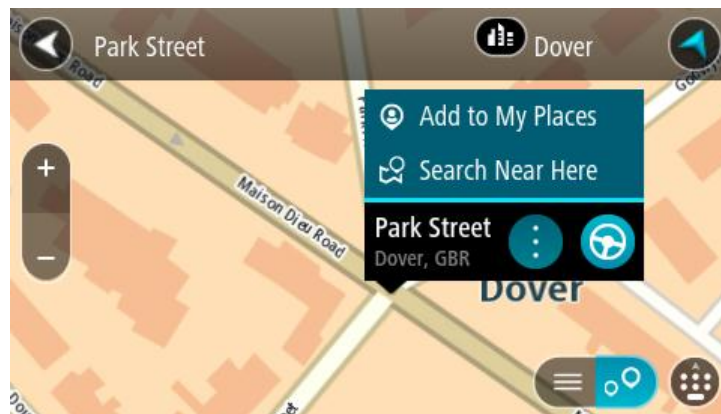 Park Street
Dover
Add to My Places
Search Near Here
Maison Dieu Road
Park Street
Dover, GBR
Dover